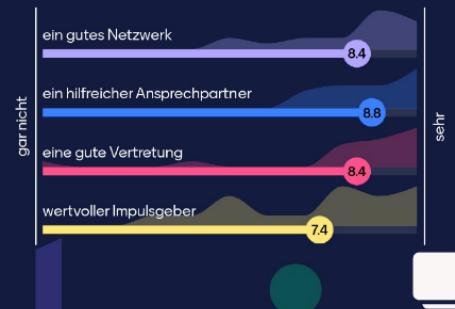 ein gutes Netzwerk
8.4
ein hilfreicher Ansprechpartner
8.8
eine gute Vertretung
8.4
wertvoller Impulsgeber
7.4
gar nicht
sehr